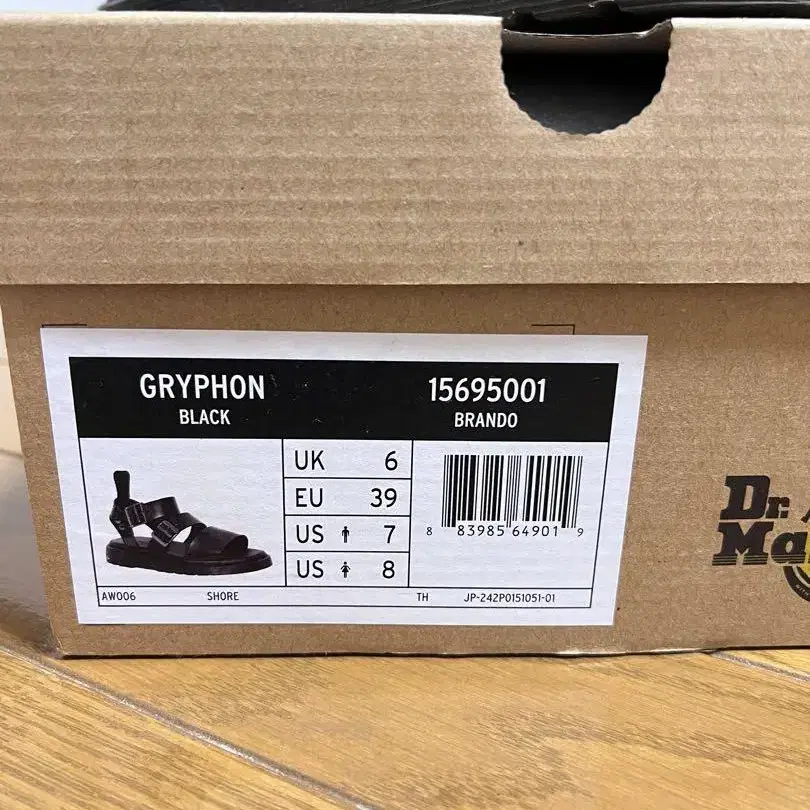 GRYPHON
BLACK
15695001
BRANDO
UK 6
EU 39
US 7
US 8
8 83985 64901 9
AW006 SHORE TH JP-242P0151051-01
Dr.
Ma